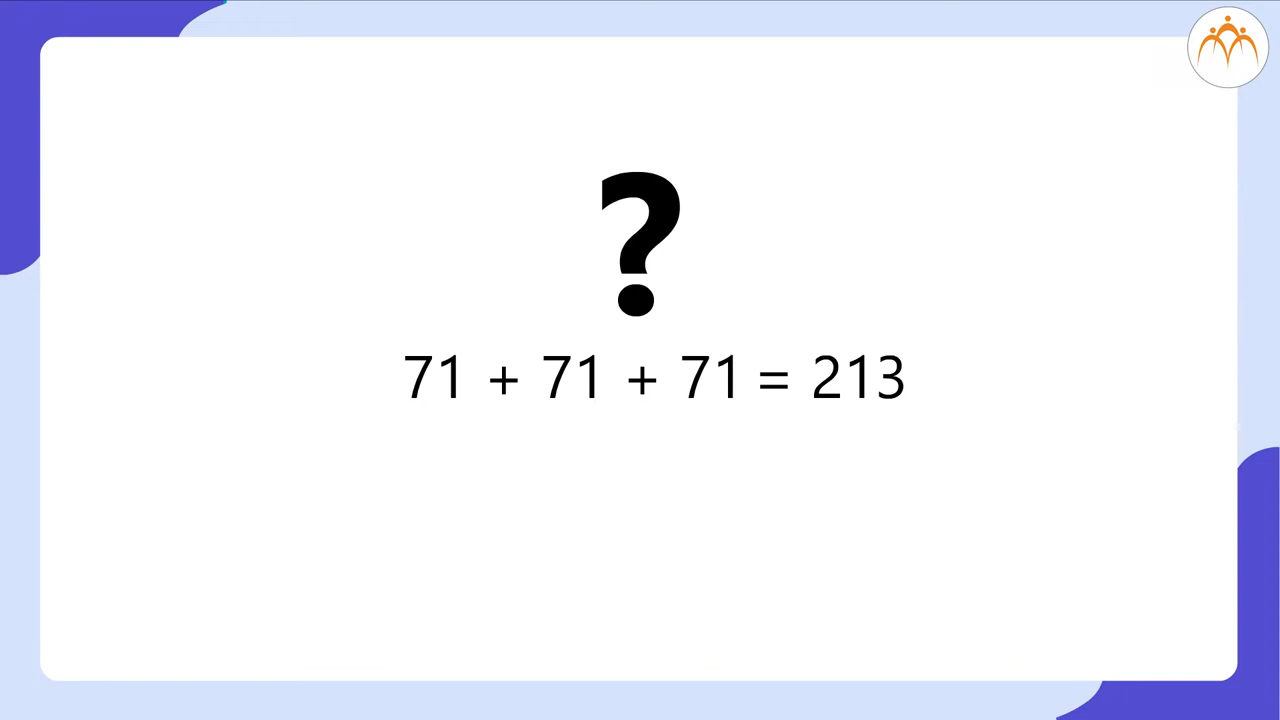 ?
71 + 71 + 71 = 213